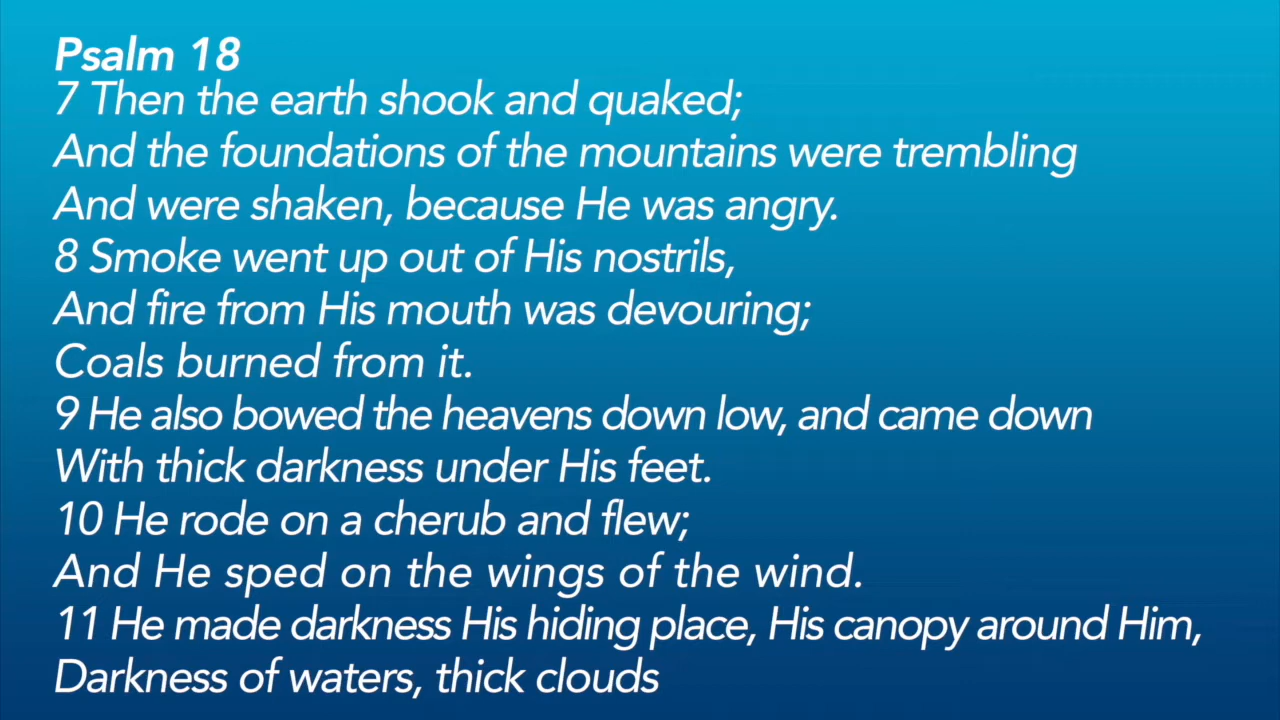 Psalm 18
7 Then the earth shook and quaked;
And the foundations of the mountains were trembling
And were shaken, because He was angry.
8 Smoke went up out of His nostrils,
And fire from His mouth was devouring;
Coals burned from it.
9 He also bowed the heavens down low, and came down
With thick darkness under His feet.
10 He rode on a cherub and flew;
And He sped on the wings of the wind.
11 He made darkness His hiding place, His canopy around Him,
Darkness of waters, thick clouds